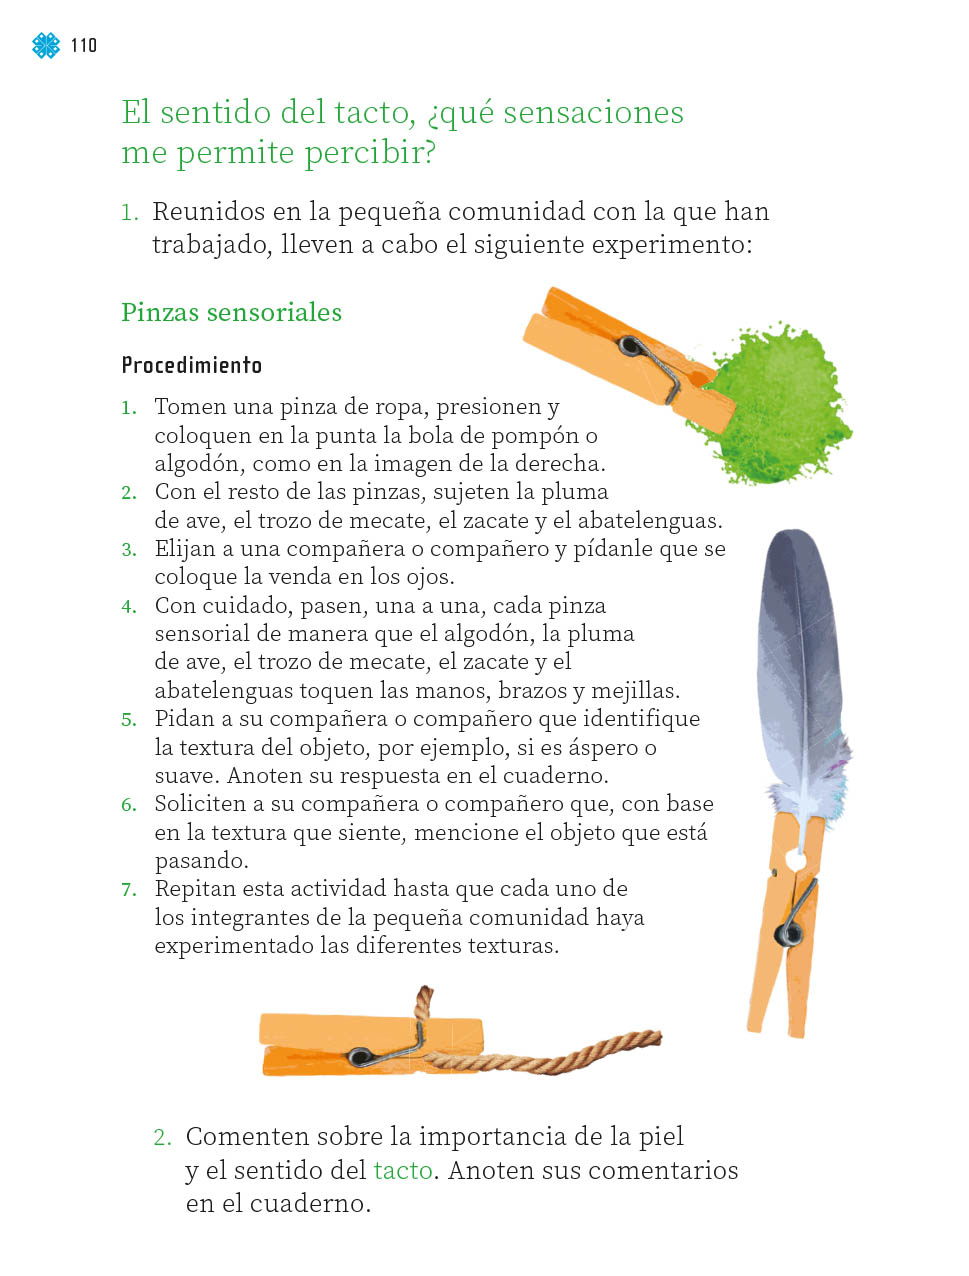 110
El sentido del tacto, ¿qué sensaciones
me permite percibir?
1. Reunidos en la pequeña comunidad con la que han
trabajado, lleven a cabo el siguiente experimento:
Pinzas sensoriales
Procedimiento
1. Tomen una pinza de ropa, presionen y
coloquen en la punta la bola de pompón o
algodón, como en la imagen de la derecha.
2. Con el resto de las pinzas, sujeten la pluma
de ave, el trozo de mecate, el zacate y el abatelenguas.
3. Elijan a una compañera o compañero y pídanle que se
coloque la venda en los ojos.
4. Con cuidado, pasen, una a una, cada pinza
sensorial de manera que el algodón, la pluma
de ave, el trozo de mecate, el zacate y el
abatelenguas toquen las manos, brazos y mejillas.
5. Pidan a su compañera o compañero que identifique
la textura del objeto, por ejemplo, si es áspero o
suave. Anoten su respuesta en el cuaderno.
6. Soliciten a su compañera o compañero que, con base
en la textura que siente, mencione el objeto que está
pasando.
7. Repitan esta actividad hasta que cada uno de
los integrantes de la pequeña comunidad haya
experimentado las diferentes texturas.
2. Comenten sobre la importancia de la piel
y el sentido del tacto. Anoten sus comentarios
en el cuaderno.